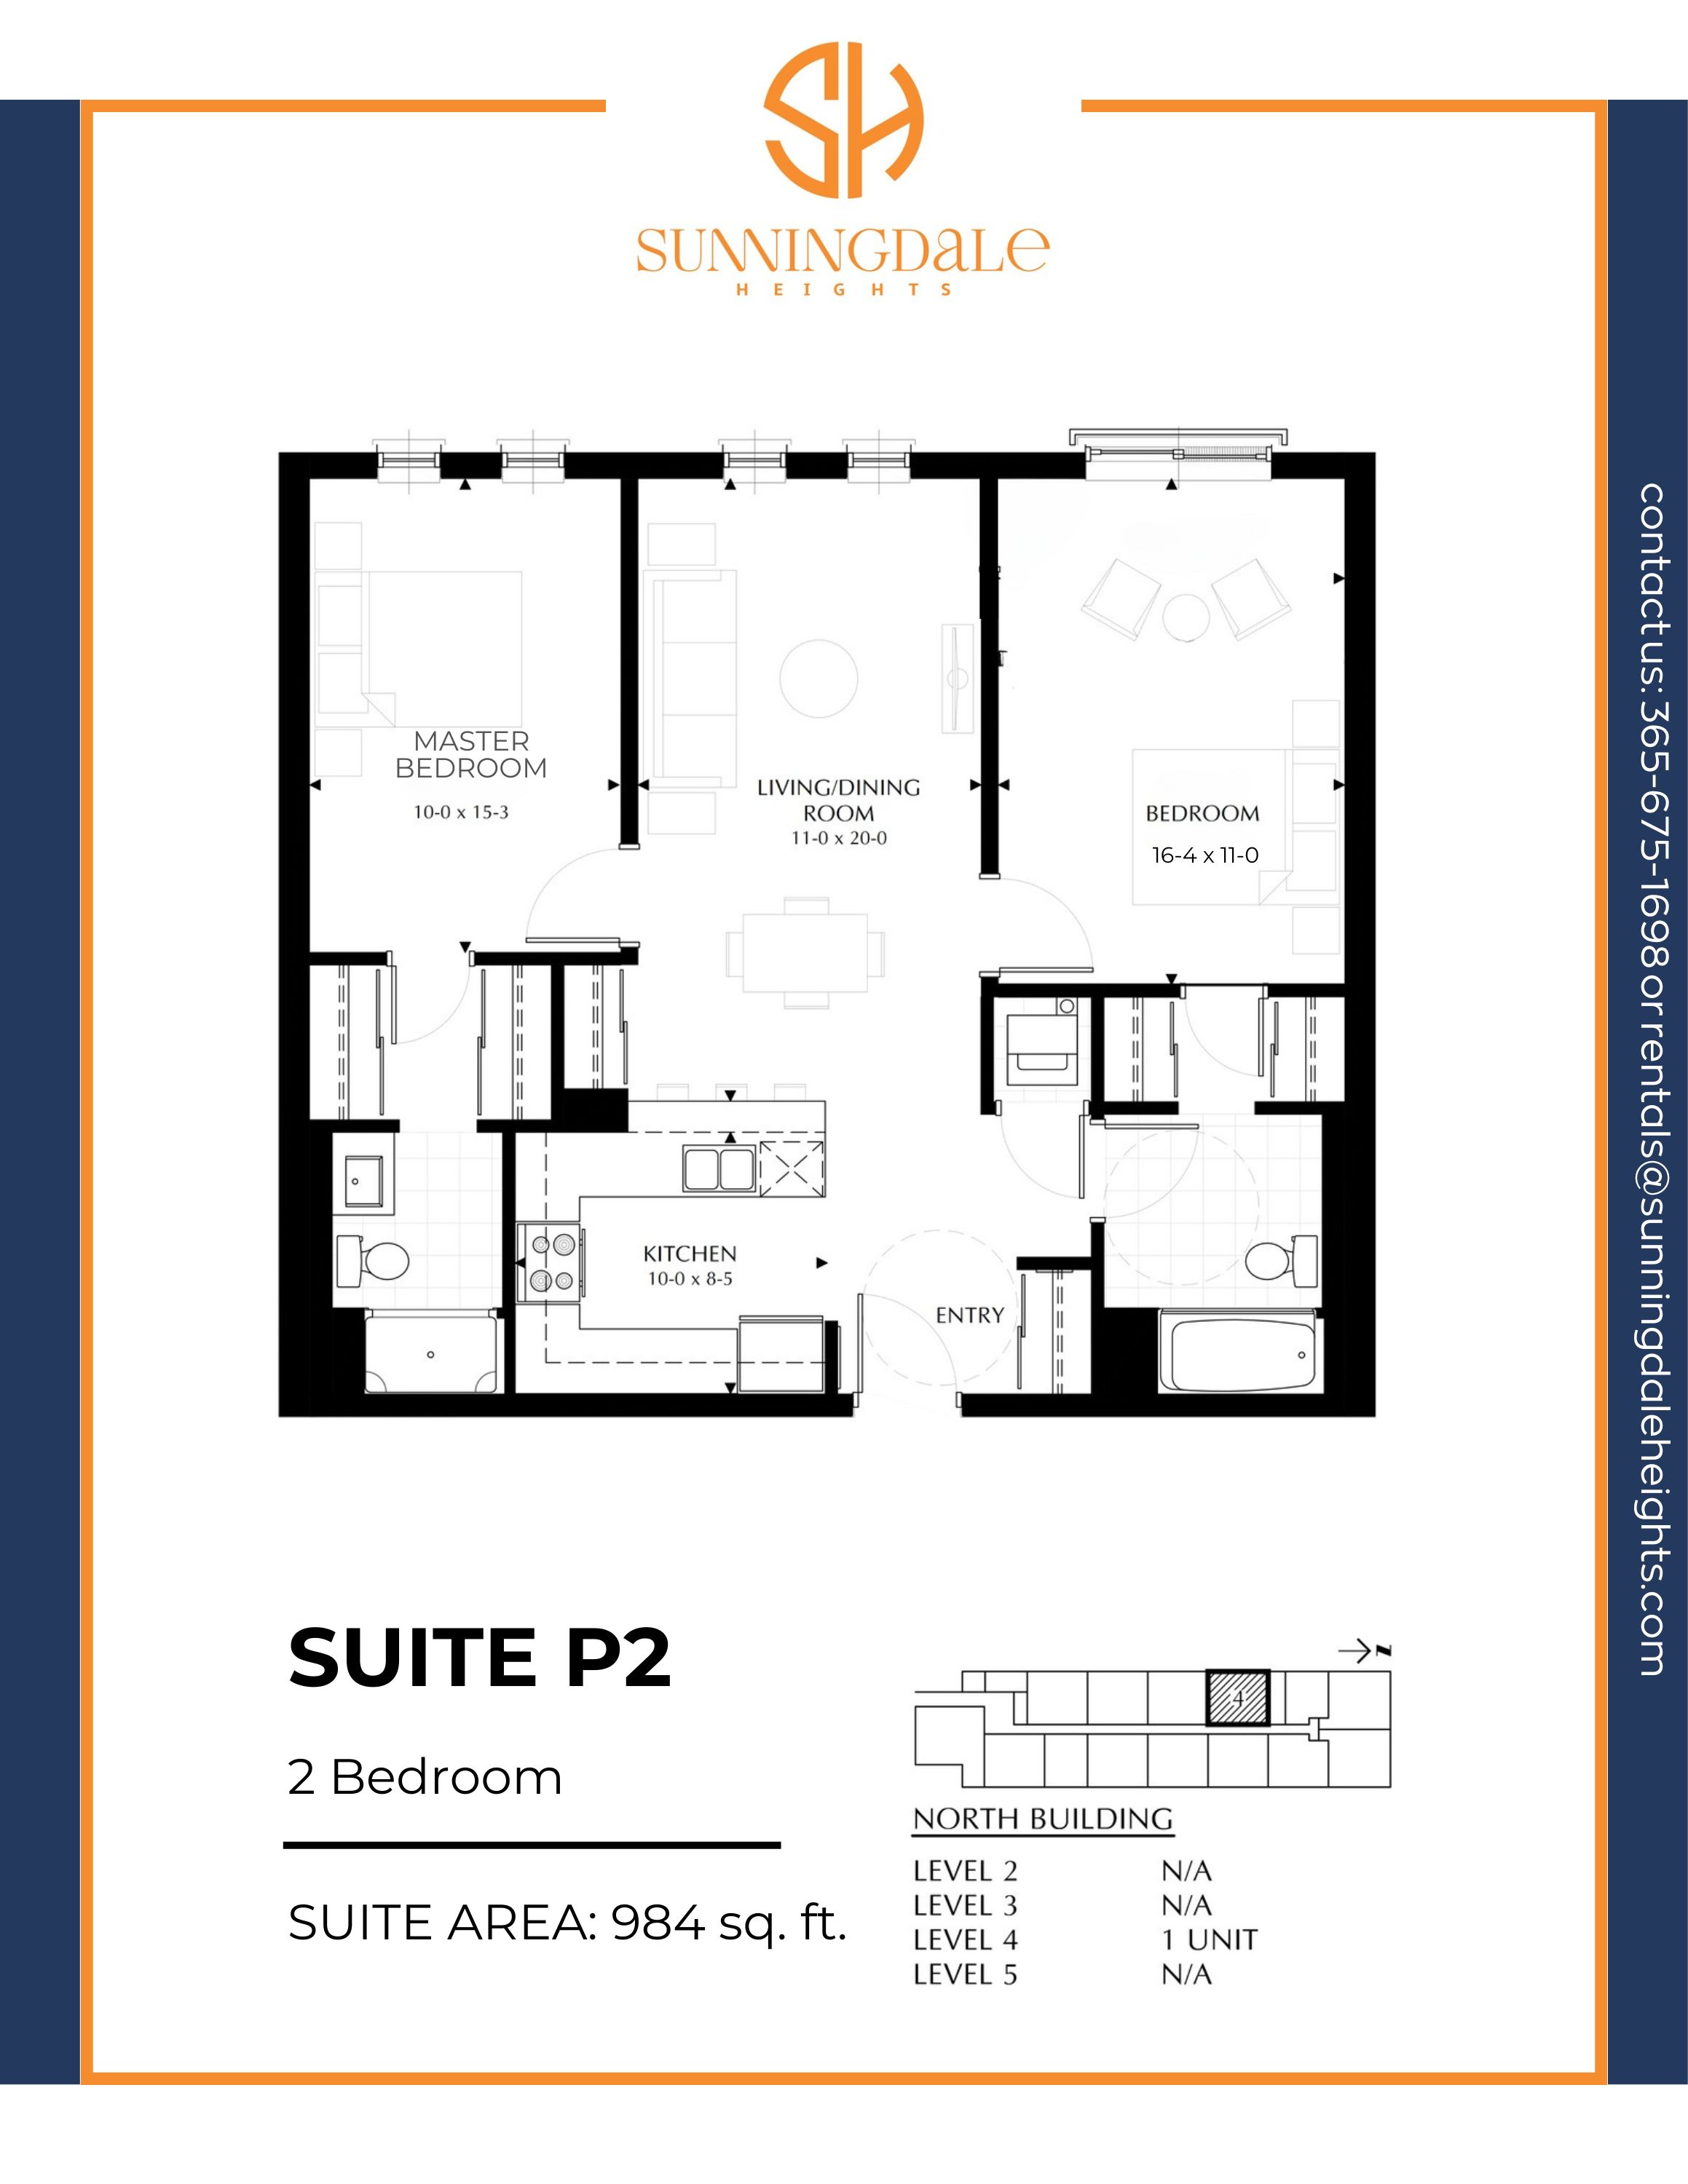 SH
SUNNINGDALE
HEIGHTS
MASTER
BEDROOM
10-0 x 15-3
LIVING/DINING
ROOM
11-0 x 20-0
BEDROOM
16-4 x 11-0
KITCHEN
10-0 x 8-5
ENTRY
contact us: 365-675-1698 or rentals@sunningdaleheights.com
SUITE P2
2 Bedroom
SUITE AREA: 984 sq. ft.
N
4
NORTH BUILDING
LEVEL 2 N/A
LEVEL 3 N/A
LEVEL 4 1 UNIT
LEVEL 5 N/A